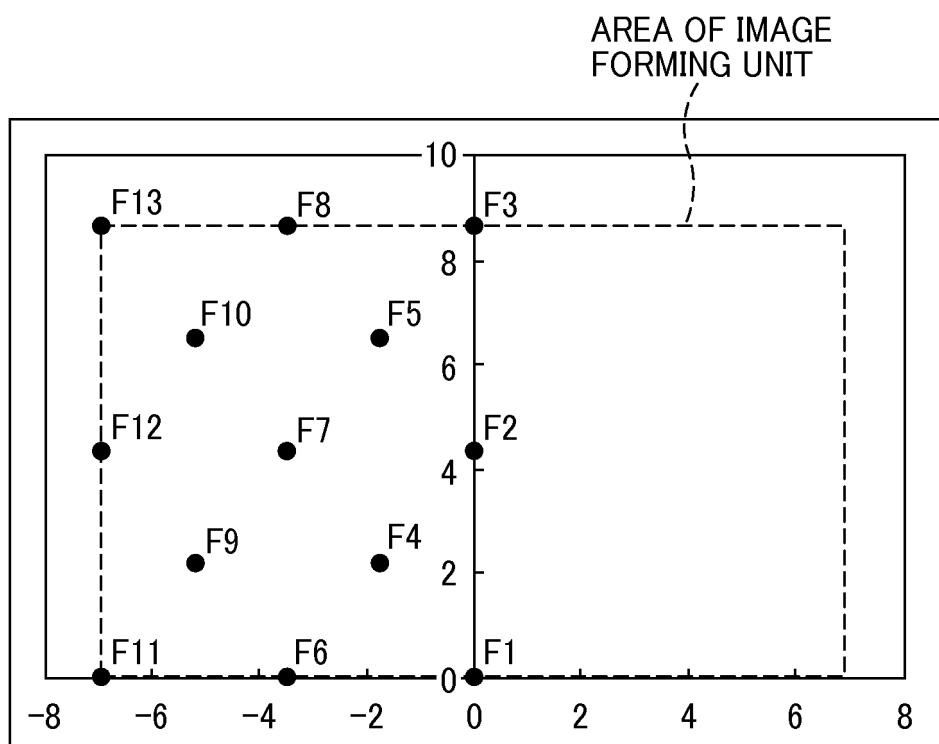 AREA OF IMAGE
FORMING UNIT
10
F13 F8 F3
8
F10 F5
6
F12 F7 F2
4
F9 F4
2
F11 F6 F1
0
-8 -6 -4 -2 0 2 4 6 8